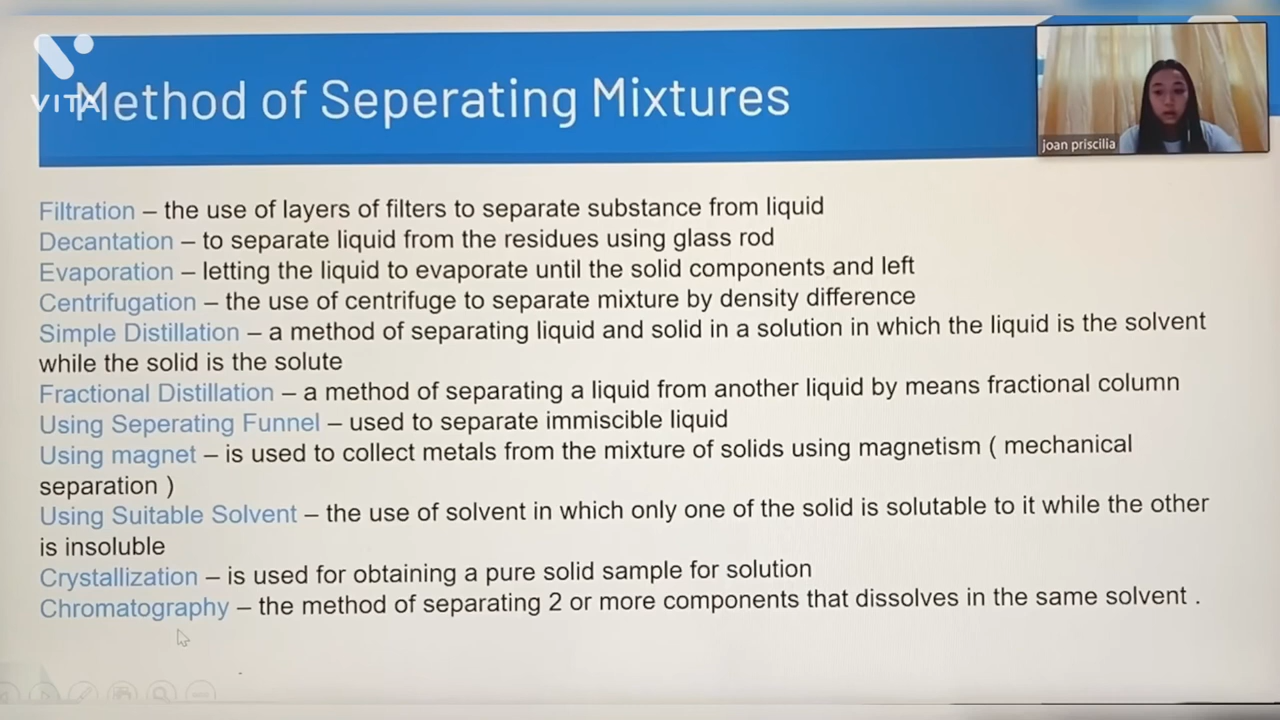 VITA
Method of Seperating Mixtures
joan priscilia
Filtration – the use of layers of filters to separate substance from liquid
Decantation – to separate liquid from the residues using glass rod
Evaporation – letting the liquid to evaporate until the solid components and left
Centrifugation – the use of centrifuge to separate mixture by density difference
Simple Distillation – a method of separating liquid and solid in a solution in which the liquid is the solvent
while the solid is the solute
Fractional Distillation – a method of separating a liquid from another liquid by means fractional column
Using Seperating Funnel – used to separate immiscible liquid
Using magnet – is used to collect metals from the mixture of solids using magnetism ( mechanical
separation )
Using Suitable Solvent – the use of solvent in which only one of the solid is solutable to it while the other
is insoluble
Crystallization – is used for obtaining a pure solid sample for solution
Chromatography – the method of separating 2 or more components that dissolves in the same solvent .